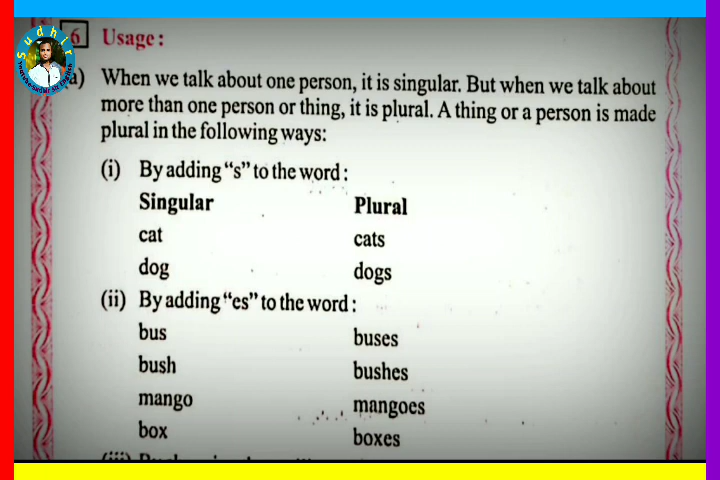 Sudhir
6 Usage :
a) When we talk about one person, it is singular. But when we talk about
more than one person or thing, it is plural. A thing or a person is made
plural in the following ways:
(i) By adding “s” to the word :
Singular Plural
cat cats
dog dogs
(ii) By adding “es” to the word :
bus buses
bush bushes
mango mangoes
box boxes
(iii)